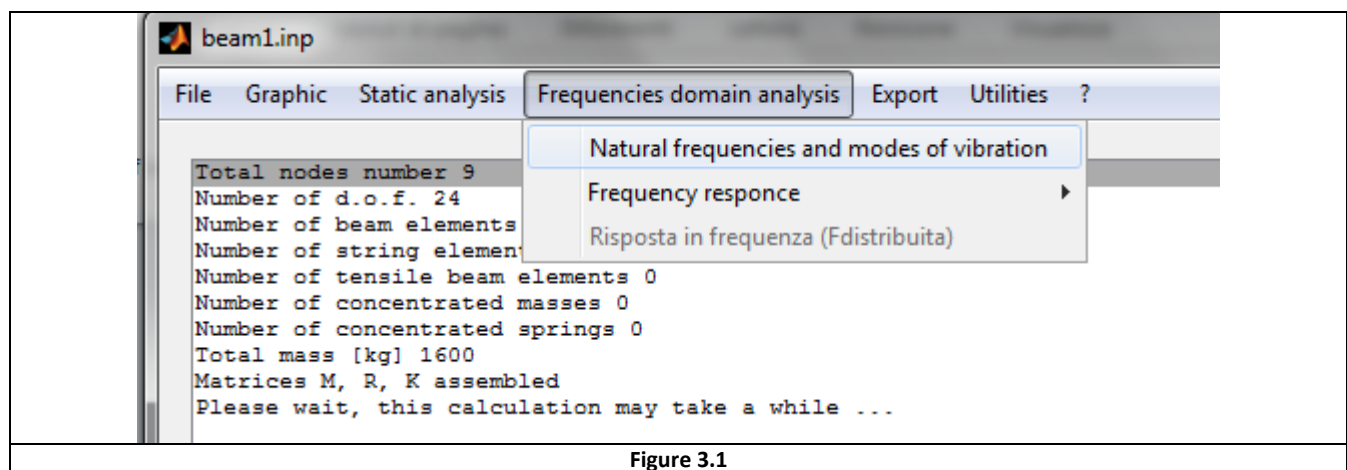 beam1.inp
File Graphic Static analysis Frequencies domain analysis Export Utilities ?
Natural frequencies and modes of vibration
Frequency responce
Risposta in frequenza (Fdistribuita)
Total nodes number 9
Number of d.o.f. 24
Number of beam elements
Number of string elemen
Number of tensile beam elements 0
Number of concentrated masses 0
Number of concentrated springs 0
Total mass [kg] 1600
Matrices M, R, K assembled
Please wait, this calculation may take a while ...
Figure 3.1